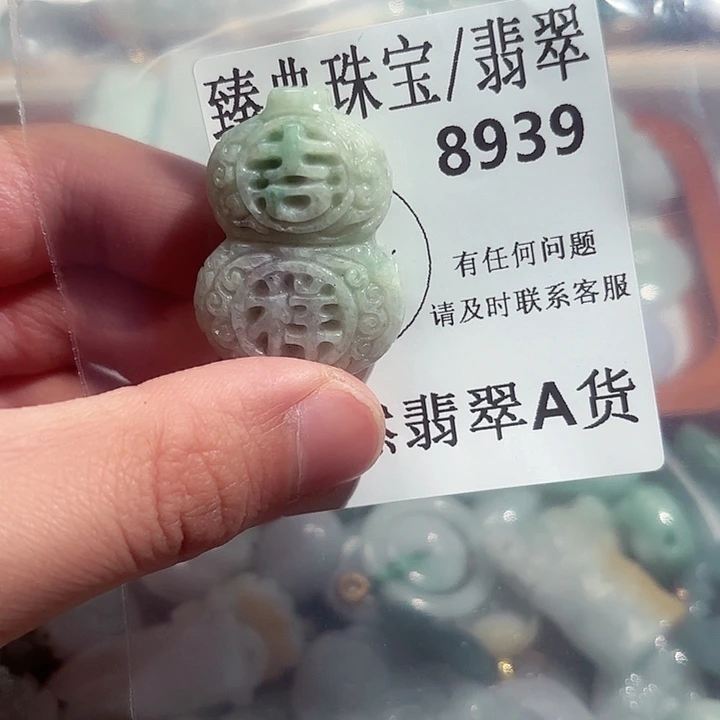 臻典珠宝/翡翠
8939
有任何问题
请及时联系客服
然翡翠A货
吉
祥